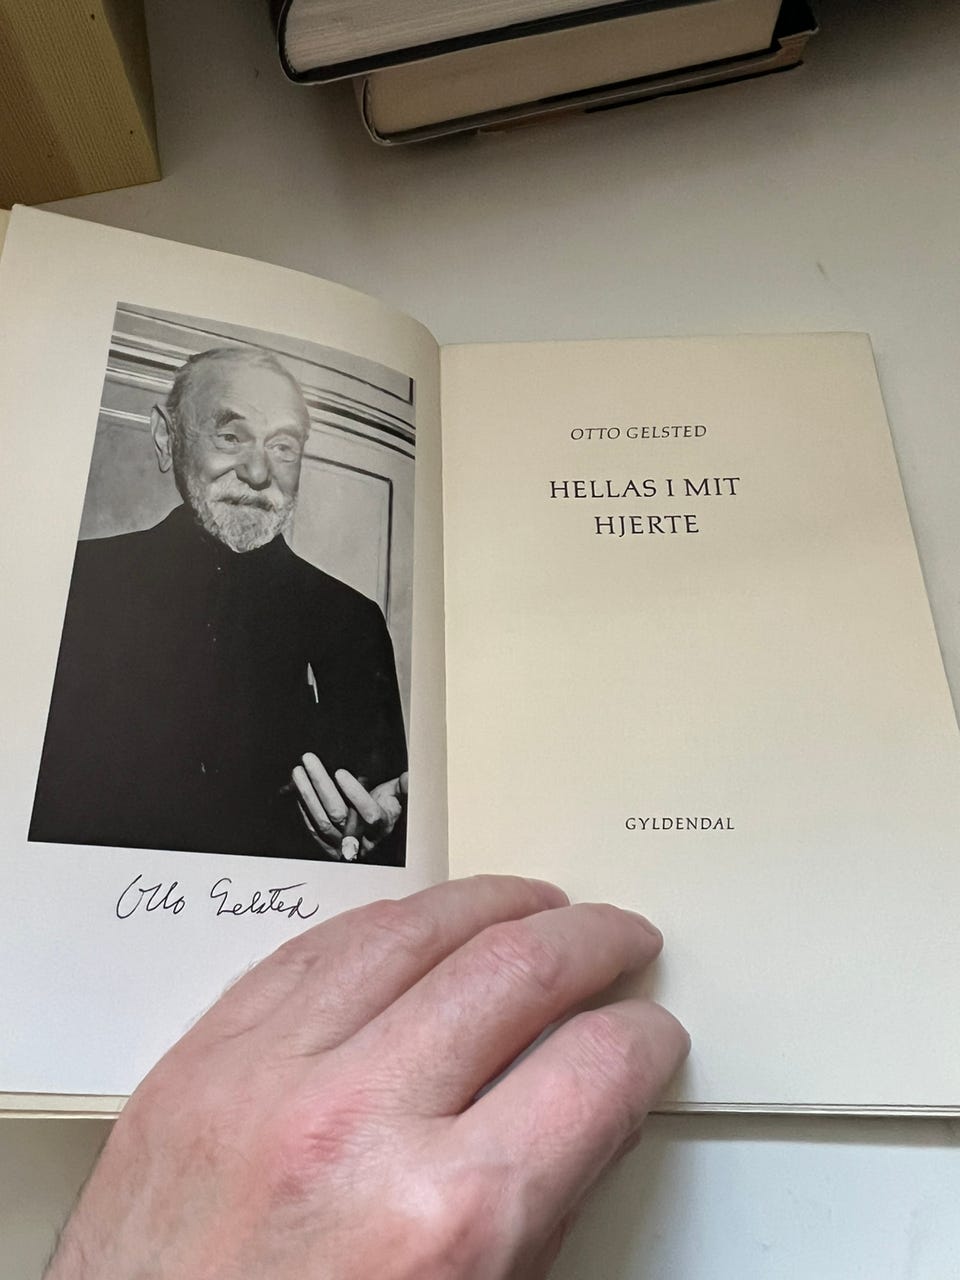 Otto Gelsted
OTTO GELSTED
HELLAS I MIT
HJERTE
GYLDENDAL